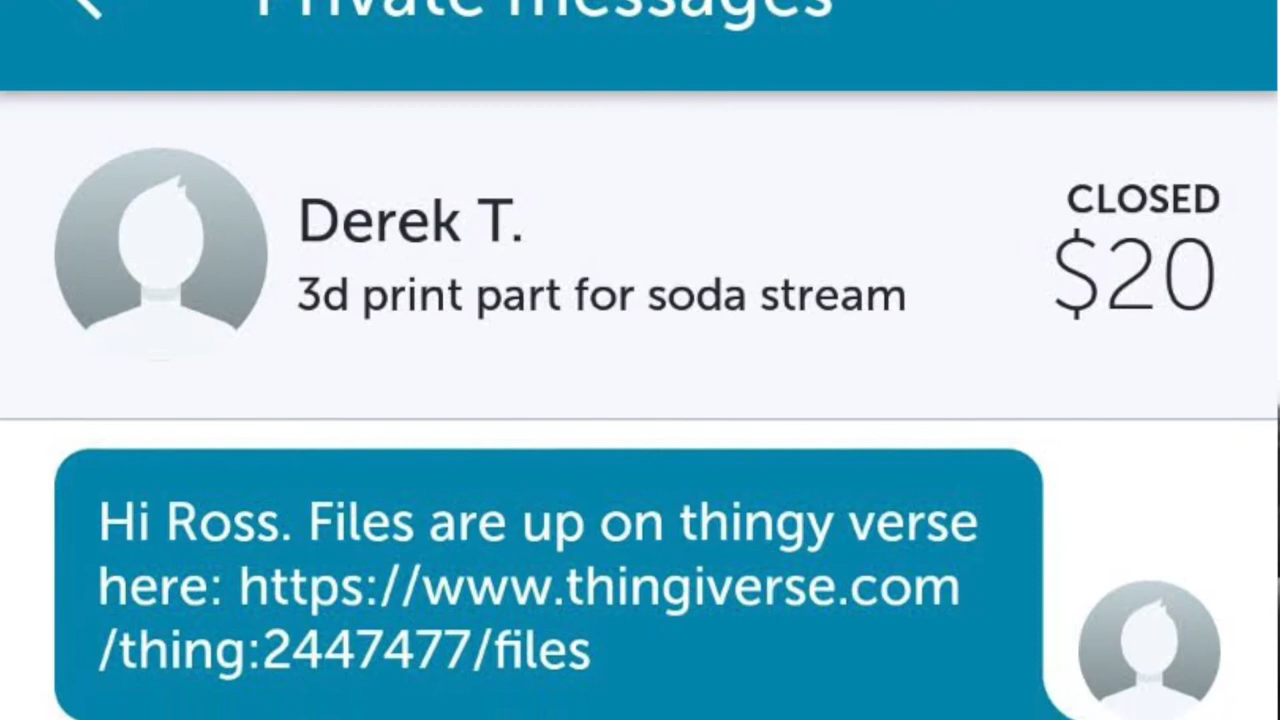 Private messages
Derek T.
CLOSED
3d print part for soda stream
$20
Hi Ross. Files are up on thingy verse
here: https://www.thingiverse.com
/thing:2447477/files